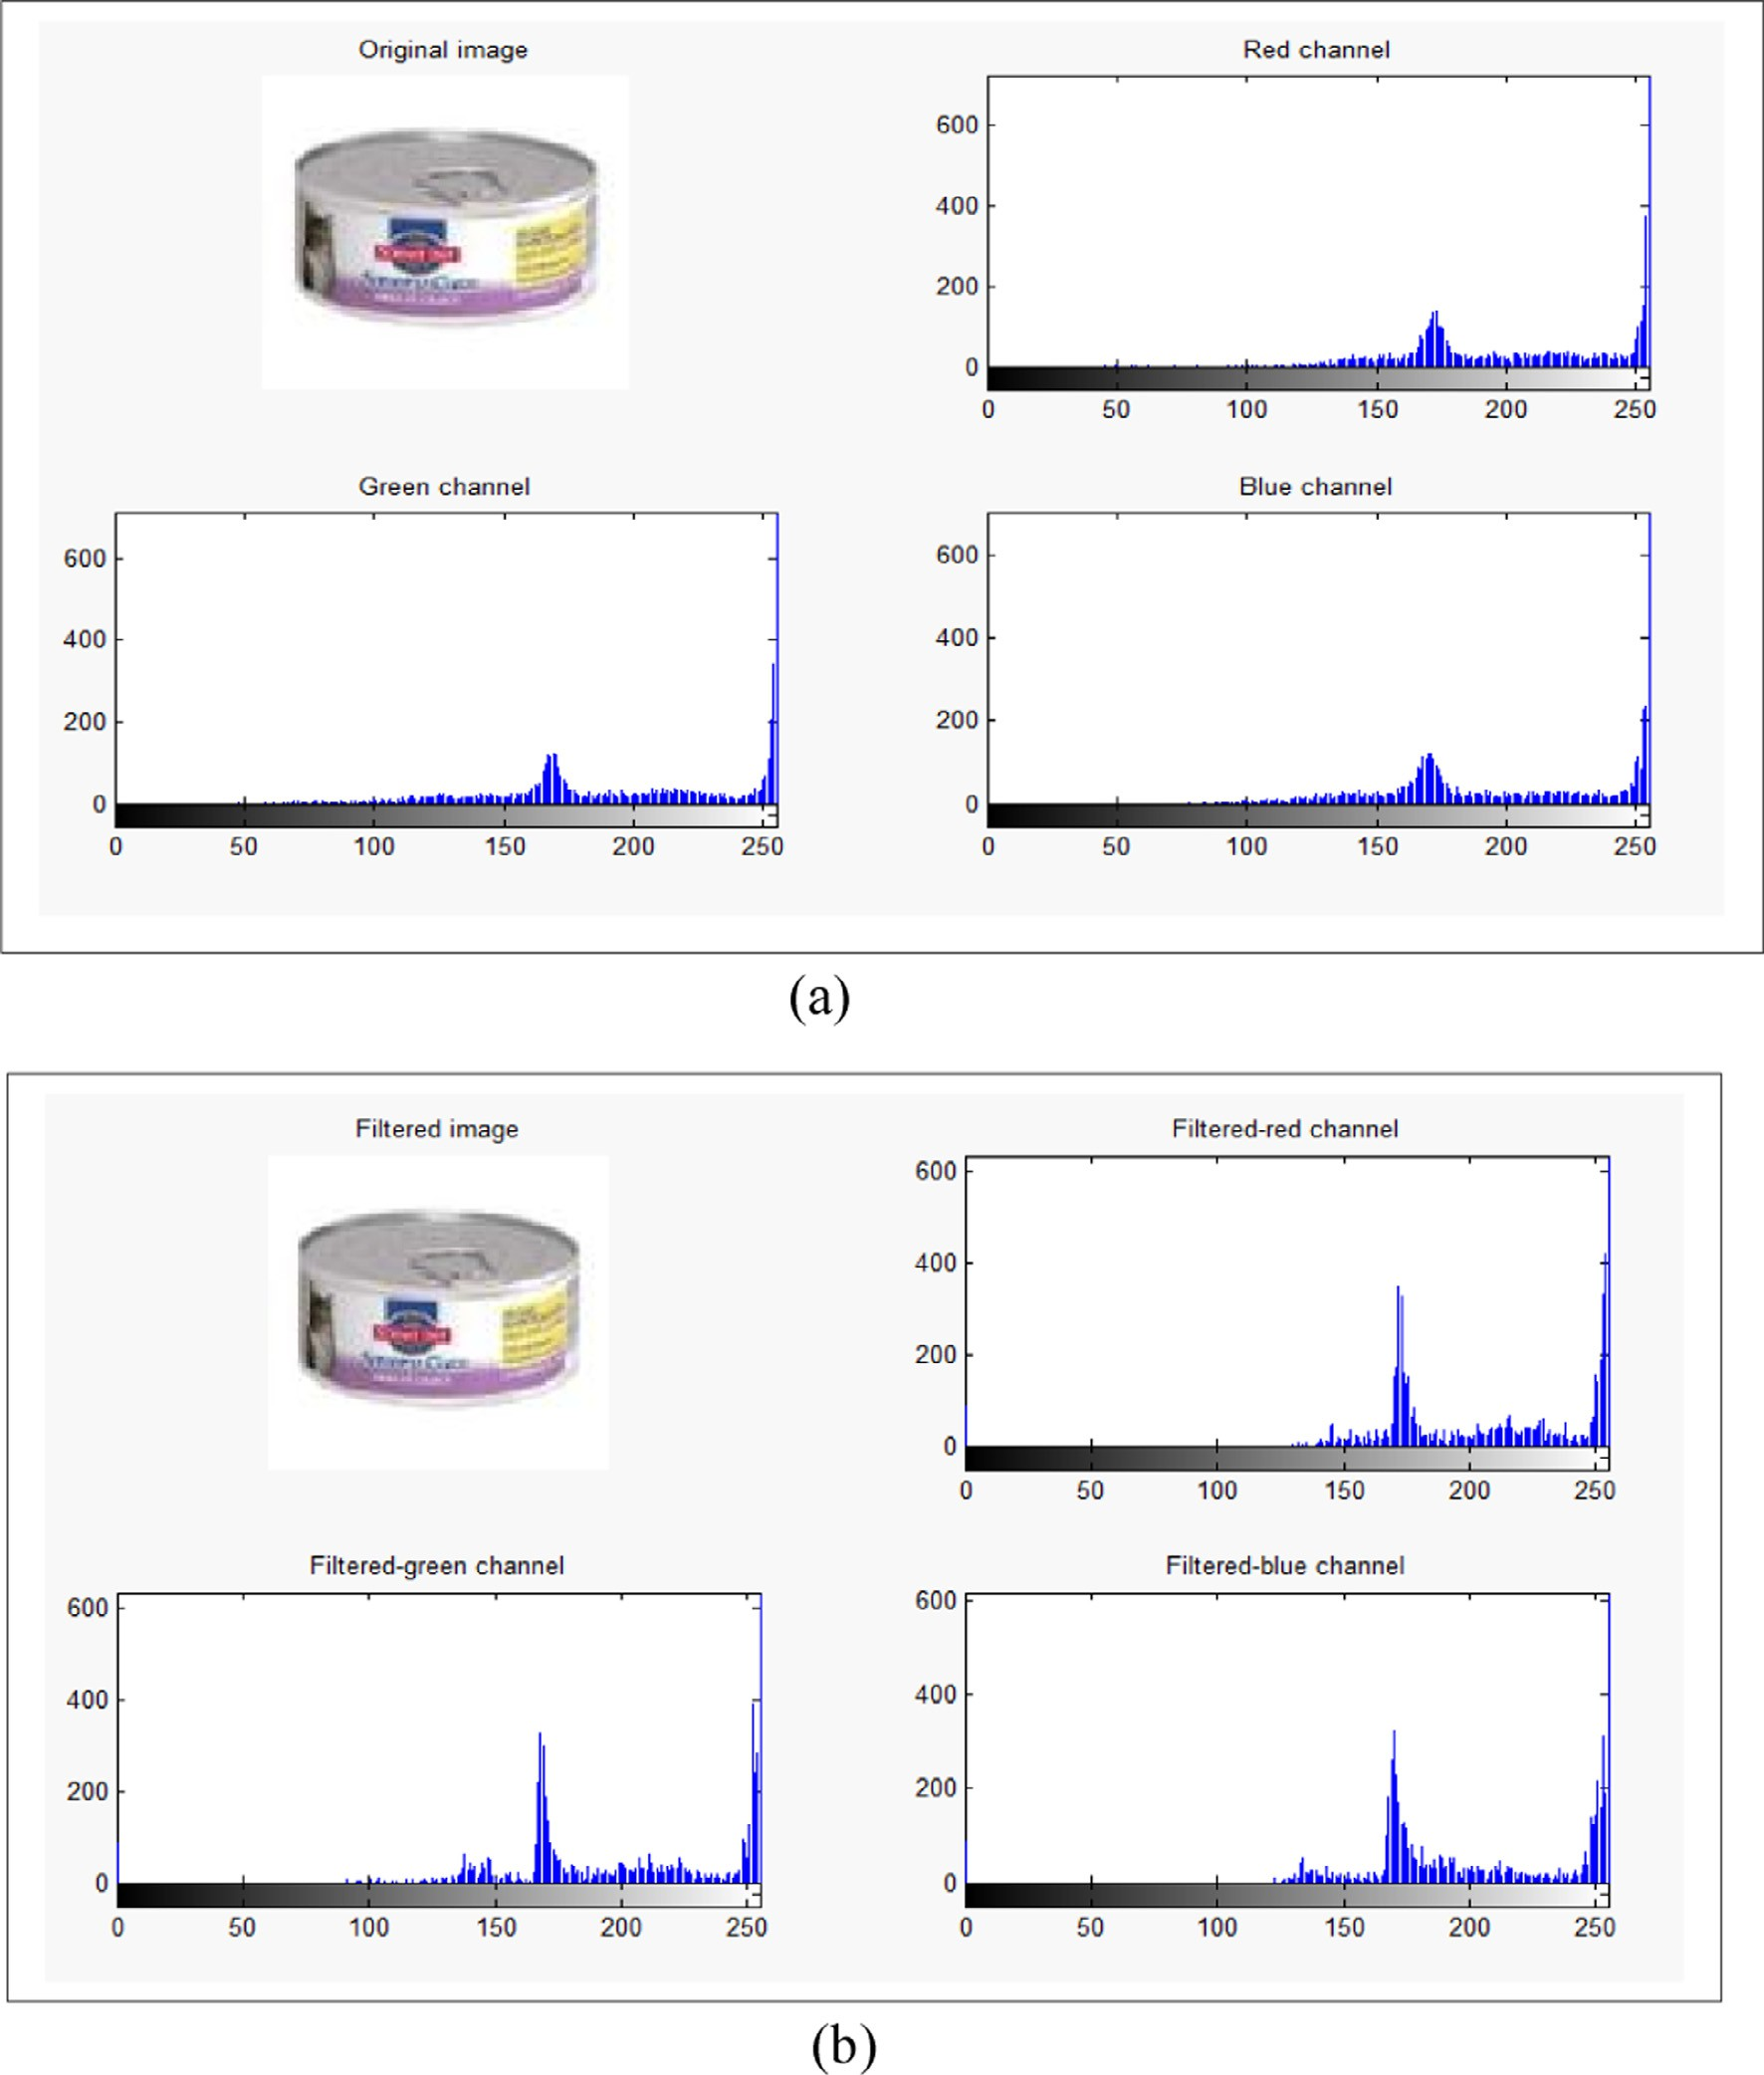 Original image
Red channel
600
400
200
0
0 50 100 150 200 250
Green channel
600
400
200
0
0 50 100 150 200 250
Blue channel
600
400
200
0
0 50 100 150 200 250
(a)
Filtered image
Filtered-red channel
600
400
200
0
0 50 100 150 200 250
Filtered-green channel
600
400
200
0
0 50 100 150 200 250
Filtered-blue channel
600
400
200
0
0 50 100 150 200 250
(b)